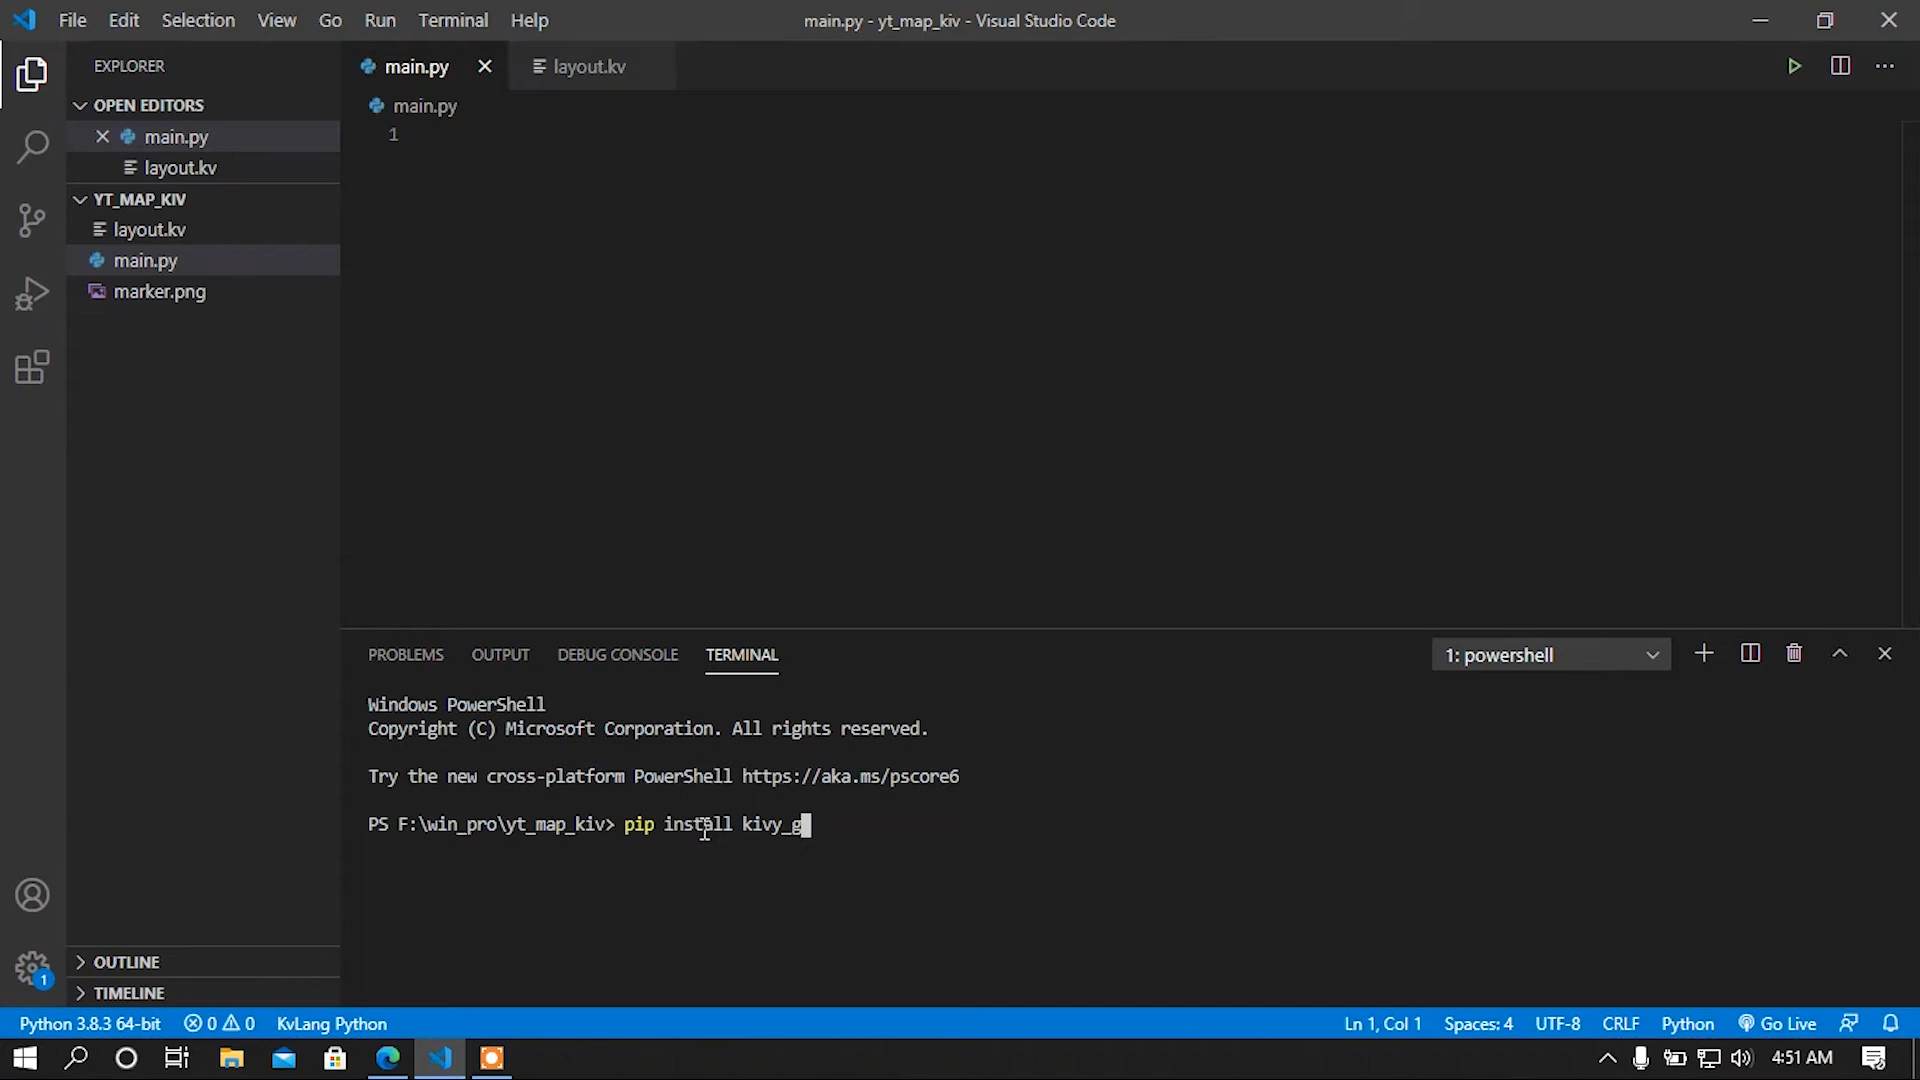 File Edit Selection View Go Run Terminal Help
main.py - yt_map_kiv - Visual Studio Code
EXPLORER
OPEN EDITORS
main.py
layout.kv
YT_MAP_KIV
layout.kv
main.py
marker.png
OUTLINE
TIMELINE
main.py
layout.kv
main.py
1
PROBLEMS OUTPUT DEBUG CONSOLE TERMINAL
1: powershell
Windows PowerShell
Copyright (C) Microsoft Corporation. All rights reserved.
Try the new cross-platform PowerShell https://aka.ms/pscore6
PS F:\win_pro\yt_map_kiv> pip install kivy_g
1
Python 3.8.3 64-bit 0 0 KvLang Python Ln 1, Col 1 Spaces: 4 UTF-8 CRLF Python Go Live
4:51 AM